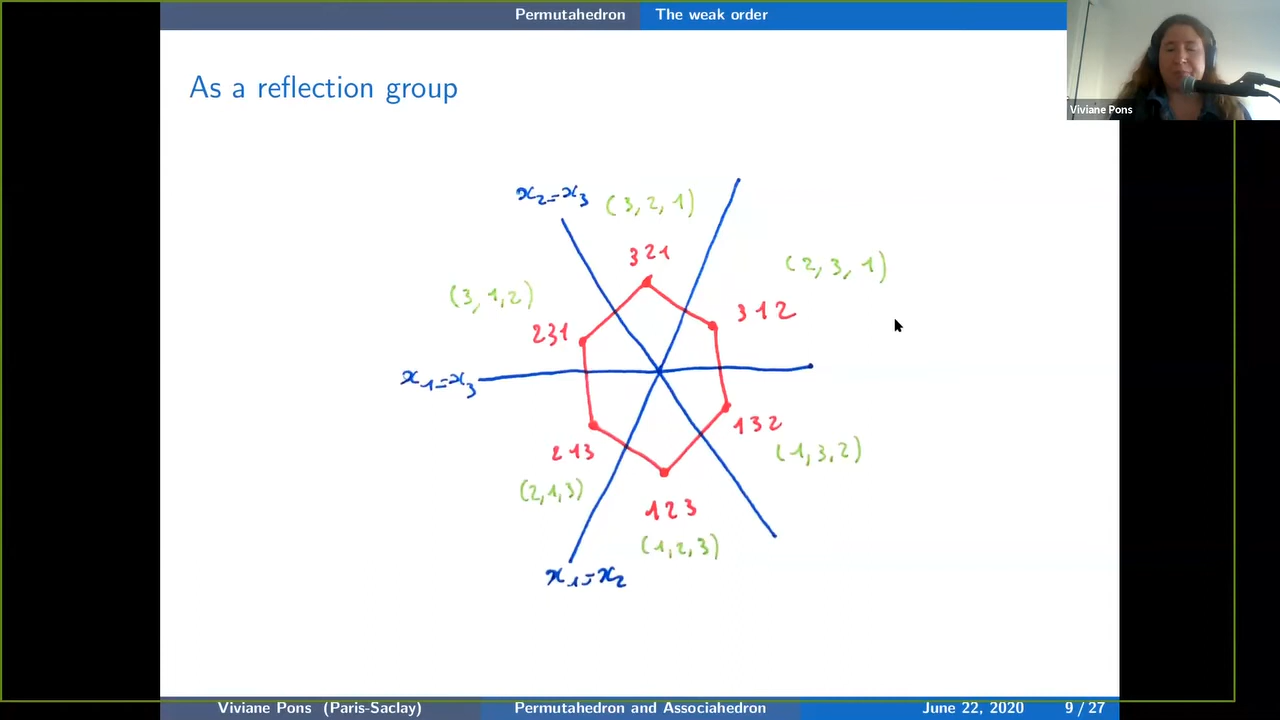 Permutahedron The weak order
Viviane Pons
As a reflection group
x₂=x₃ (3, 2, 1)
321
(2, 3, 1)
(3, 1, 2)
312
231
x₁=x₃
132
213
(1, 3, 2)
(2, 1, 3)
123
(1, 2, 3)
x₁=x₂
Viviane Pons (Paris-Saclay) Permutahedron and Associahedron June 22, 2020 9 / 27